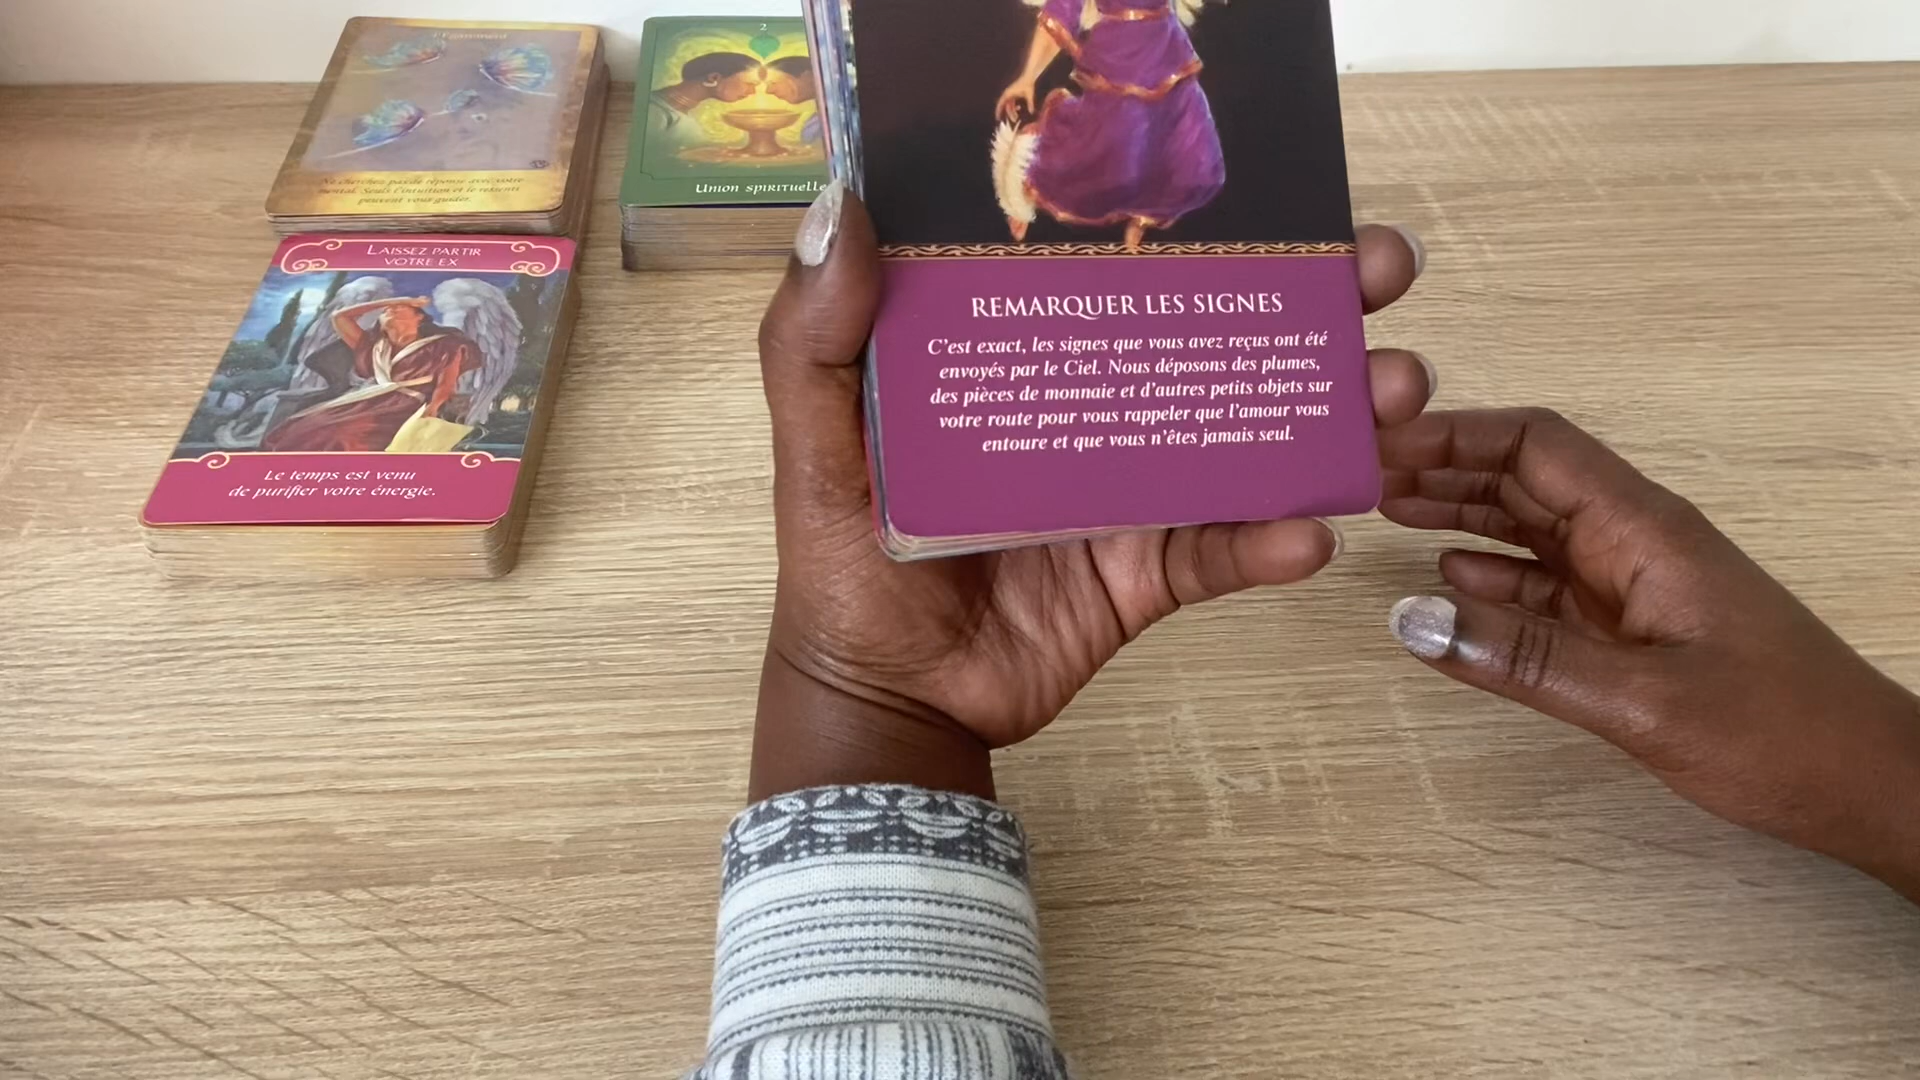 l'Égarement
Ne cherchez pas de réponse avec votre
mental. Seuls l'intuition et le ressenti
peuvent vous guider.
2
Union spirituelle
Laissez partir
votre ex
Le temps est venu
de purifier votre énergie.
REMARQUER LES SIGNES
C'est exact, les signes que vous avez reçus ont été
envoyés par le Ciel. Nous déposons des plumes,
des pièces de monnaie et d'autres petits objets sur
votre route pour vous rappeler que l'amour vous
entoure et que vous n'êtes jamais seul.